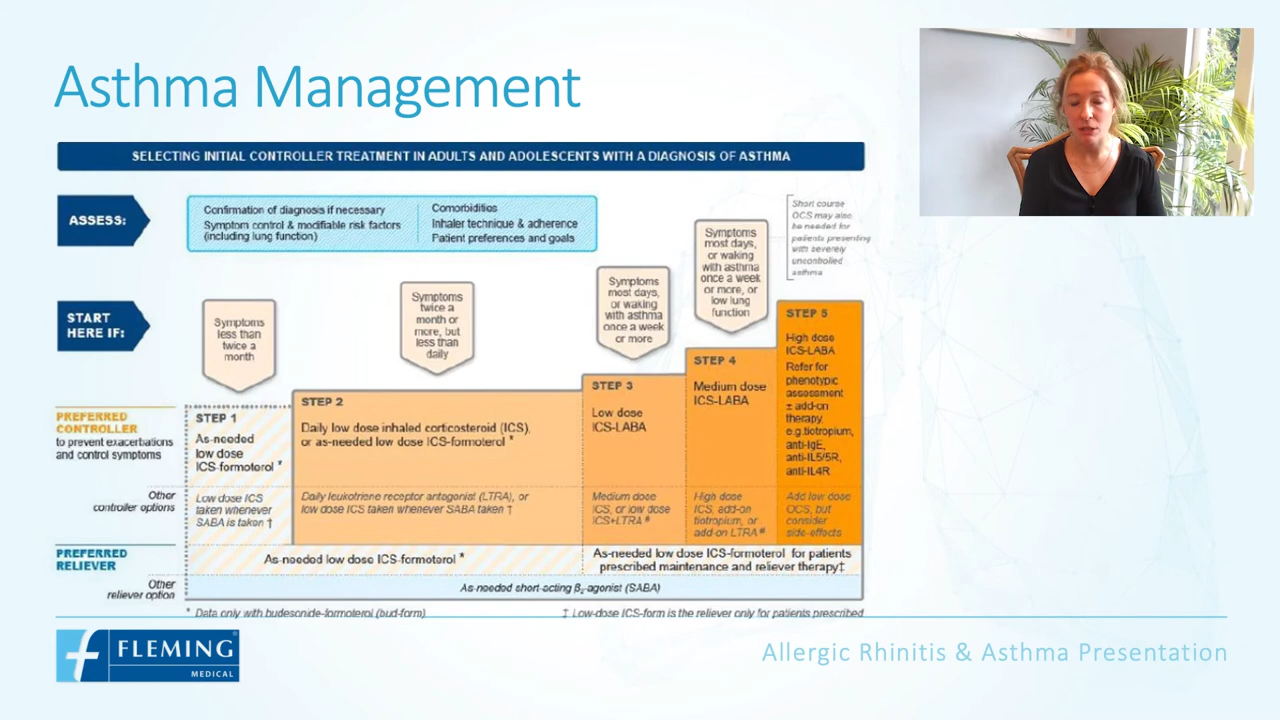 Asthma Management
SELECTING INITIAL CONTROLLER TREATMENT IN ADULTS AND ADOLESCENTS WITH A DIAGNOSIS OF ASTHMA
ASSESS:
Confirmation of diagnosis if necessary
Symptom control & modifiable risk factors
(including lung function)
Comorbidities
Inhaler technique & adherence
Patient preferences and goals
Short course
OCS may also
be needed for
patients presenting
with severely
uncontrolled
asthma
START
HERE IF:
Symptoms
less than
twice a
month
Symptoms
twice a
month or
more, but
less than
daily
Symptoms
most days,
or waking
with asthma
once a week
or more
Symptoms
most days,
or waking
with asthma
once a week
or more, or
low lung
function
PREFERRED
CONTROLLER
to prevent exacerbations
and control symptoms
STEP 1
As-needed
low dose
ICS-formoterol *
STEP 2
Daily low dose inhaled corticosteroid (ICS),
or as-needed low dose ICS-formoterol *
STEP 3
Low dose
ICS-LABA
STEP 4
Medium dose
ICS-LABA
STEP 5
High dose
ICS-LABA
Refer for
phenotypic
assessment
± add-on
therapy,
e.g.tiotropium,
anti-IgE,
anti-IL5/5R,
anti-IL4R
Other
controller options
Low dose ICS
taken whenever
SABA is taken †
Daily leukotriene receptor antagonist (LTRA), or
low dose ICS taken whenever SABA taken †
Medium dose
ICS, or low dose
ICS+LTRA #
High dose
ICS, add-on
tiotropium, or
add-on LTRA #
Add low dose
OCS, but
consider
side-effects
PREFERRED
RELIEVER
As-needed low dose ICS-formoterol *
As-needed low dose ICS-formoterol for patients
prescribed maintenance and reliever therapy‡
Other
reliever option
As-needed short-acting β2-agonist (SABA)
* Data only with budesonide-formoterol (bud-form)
‡ Low-dose ICS-form is the reliever only for patients prescribed
FLEMING
MEDICAL
Allergic Rhinitis & Asthma Presentation